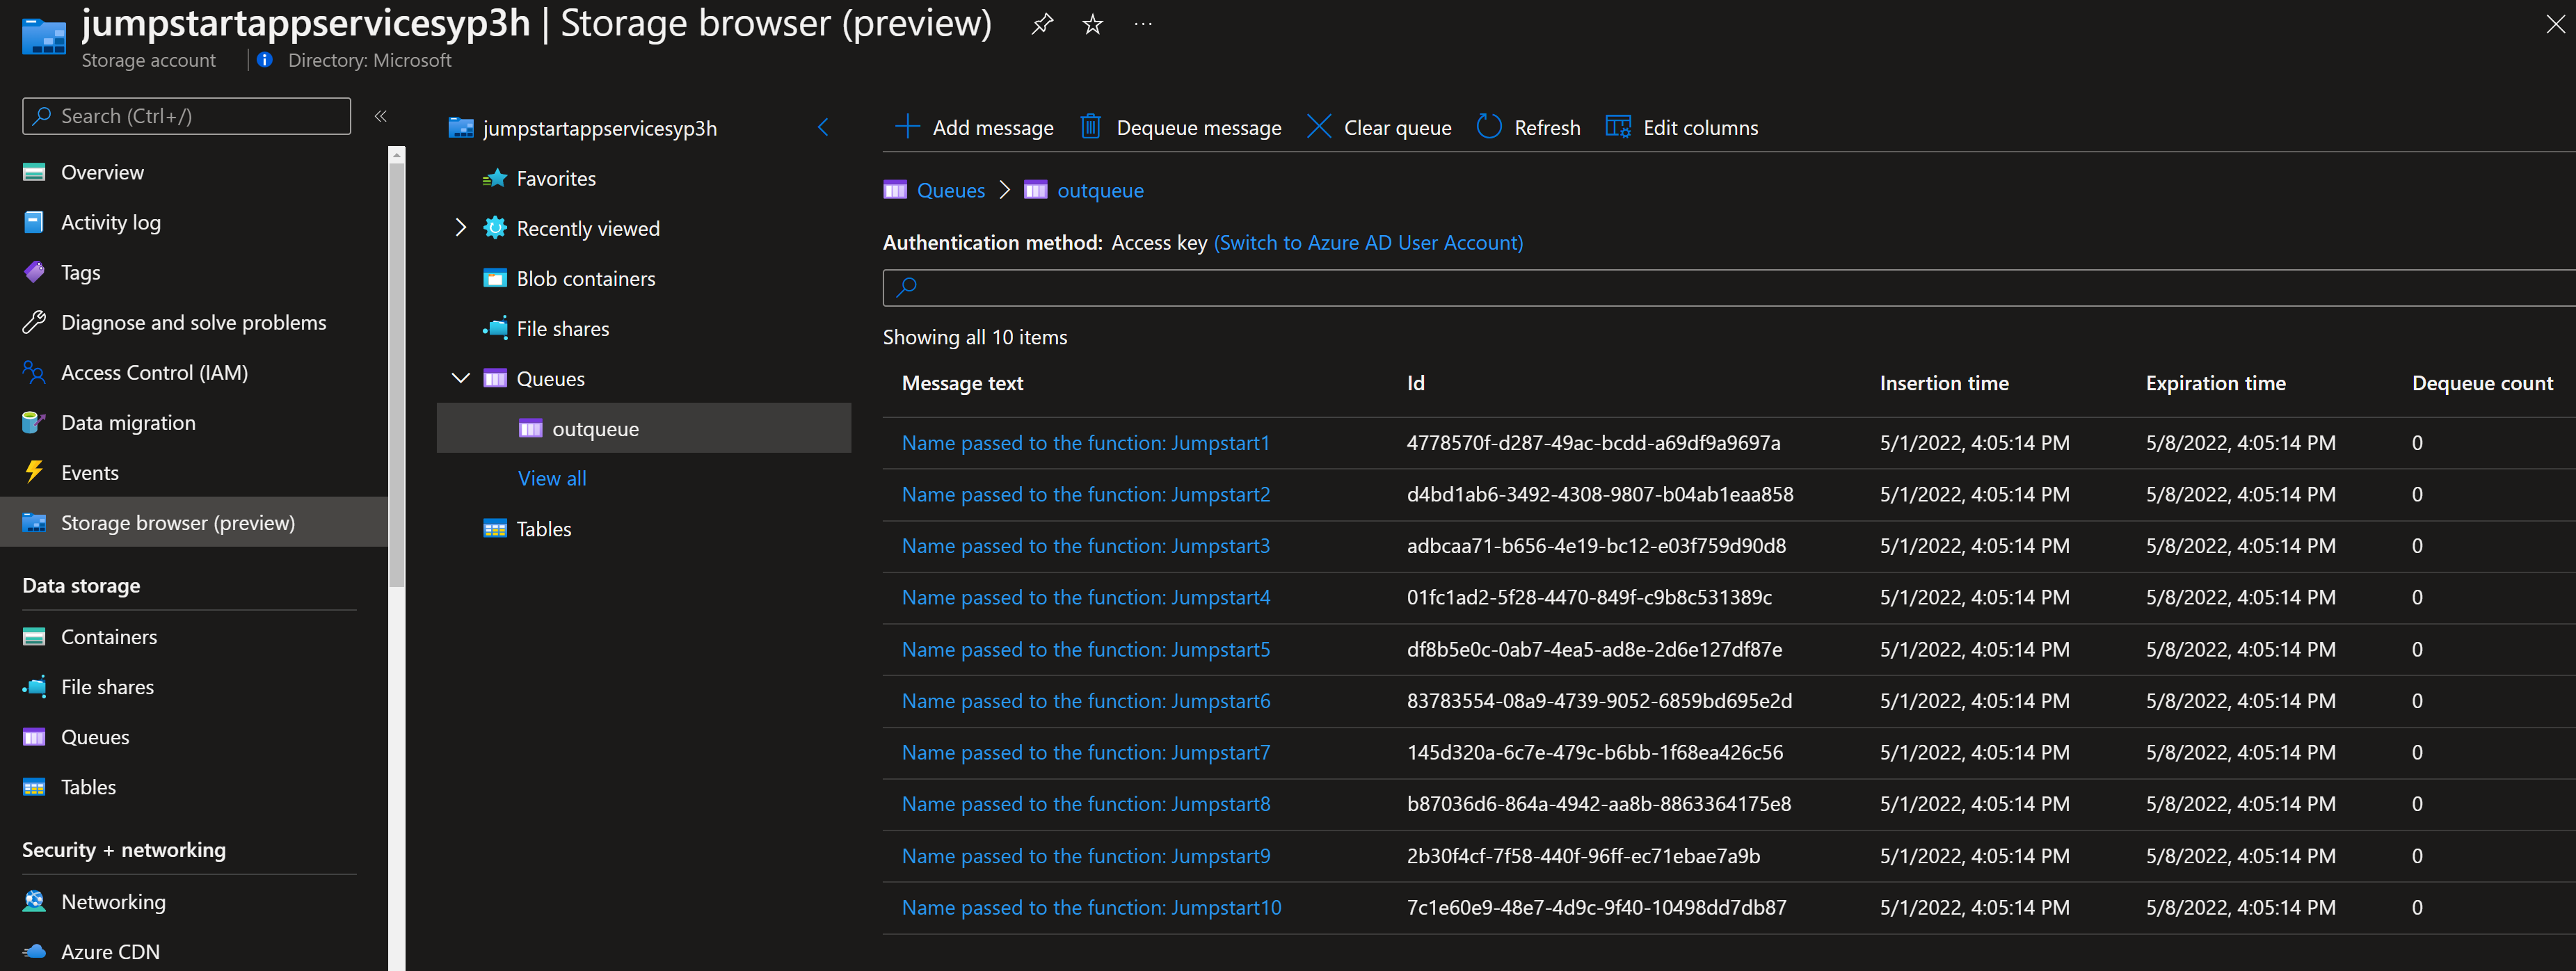 jumpstartappservicesyp3h | Storage browser (preview)
Storage account
Directory: Microsoft
Search (Ctrl+/)
Overview
Activity log
Tags
Diagnose and solve problems
Access Control (IAM)
Data migration
Events
Storage browser (preview)
Data storage
Containers
File shares
Queues
Tables
Security + networking
Networking
Azure CDN
jumpstartappservicesyp3h
Favorites
Recently viewed
Blob containers
File shares
Queues
outqueue
View all
Tables
Add message Dequeue message Clear queue Refresh Edit columns
Queues > outqueue
Authentication method: Access key (Switch to Azure AD User Account)
Showing all 10 items
Message text Id Insertion time Expiration time Dequeue count
Name passed to the function: Jumpstart1 4778570f-d287-49ac-bcdd-a69df9a9697a 5/1/2022, 4:05:14 PM 5/8/2022, 4:05:14 PM 0
Name passed to the function: Jumpstart2 d4bd1ab6-3492-4308-9807-b04ab1eaa858 5/1/2022, 4:05:14 PM 5/8/2022, 4:05:14 PM 0
Name passed to the function: Jumpstart3 adbcaa71-b656-4e19-bc12-e03f759d90d8 5/1/2022, 4:05:14 PM 5/8/2022, 4:05:14 PM 0
Name passed to the function: Jumpstart4 01fc1ad2-5f28-4470-849f-c9b8c531389c 5/1/2022, 4:05:14 PM 5/8/2022, 4:05:14 PM 0
Name passed to the function: Jumpstart5 df8b5e0c-0ab7-4ea5-ad8e-2d6e127df87e 5/1/2022, 4:05:14 PM 5/8/2022, 4:05:14 PM 0
Name passed to the function: Jumpstart6 83783554-08a9-4739-9052-6859bd695e2d 5/1/2022, 4:05:14 PM 5/8/2022, 4:05:14 PM 0
Name passed to the function: Jumpstart7 145d320a-6c7e-479c-b6bb-1f68ea426c56 5/1/2022, 4:05:14 PM 5/8/2022, 4:05:14 PM 0
Name passed to the function: Jumpstart8 b87036d6-864a-4942-aa8b-8863364175e8 5/1/2022, 4:05:14 PM 5/8/2022, 4:05:14 PM 0
Name passed to the function: Jumpstart9 2b30f4cf-7f58-440f-96ff-ec71ebae7a9b 5/1/2022, 4:05:14 PM 5/8/2022, 4:05:14 PM 0
Name passed to the function: Jumpstart10 7c1e60e9-48e7-4d9c-9f40-10498dd7db87 5/1/2022, 4:05:14 PM 5/8/2022, 4:05:14 PM 0